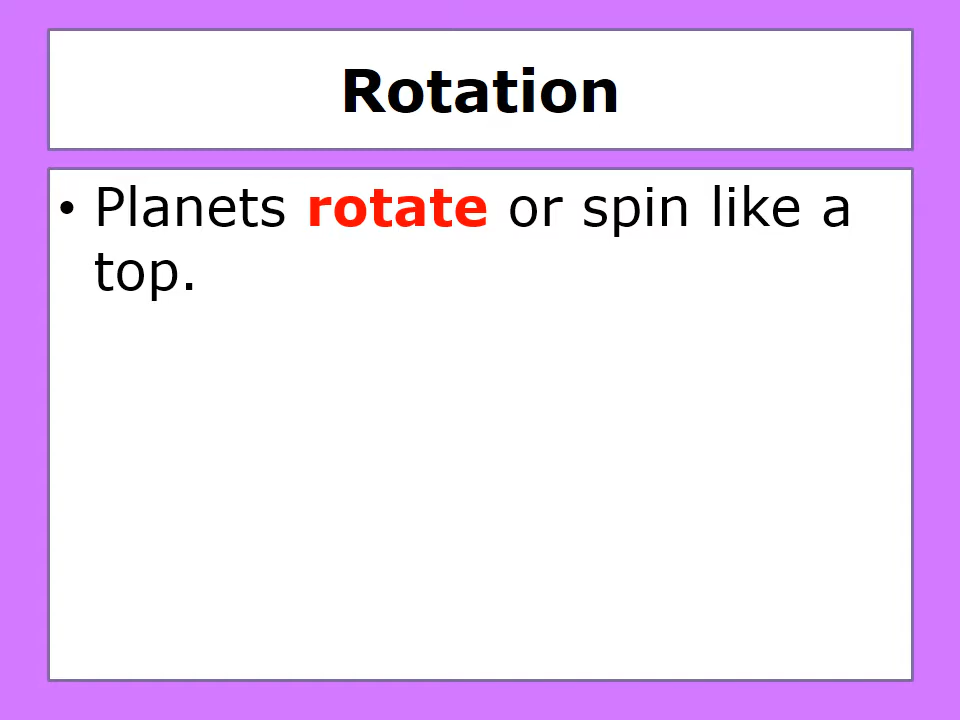 Rotation
• Planets rotate or spin like a
top.